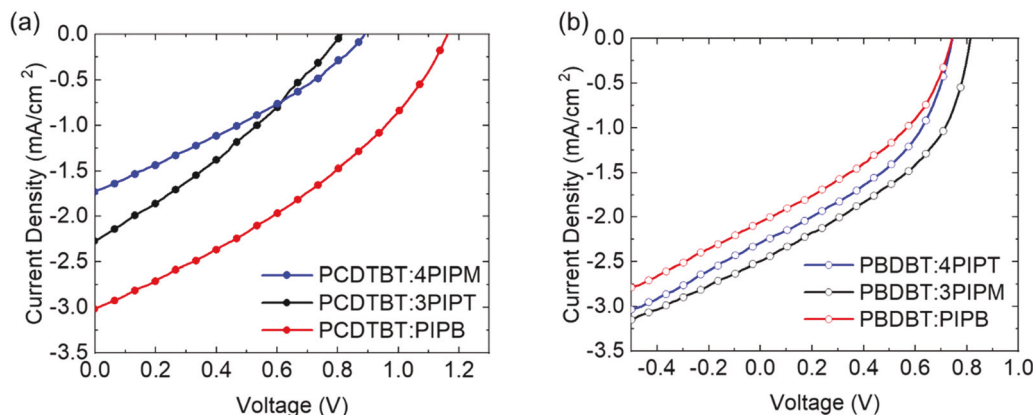 (a)
0.0
-0.5
-1.0
-1.5
-2.0
-2.5
-3.0
-3.5
Current Density (mA/cm²)
PCDTBT:4PIPM
PCDTBT:3PIPT
PCDTBT:PIPB
0.0 0.2 0.4 0.6 0.8 1.0 1.2
Voltage (V)
(b)
0.0
-0.5
-1.0
-1.5
-2.0
-2.5
-3.0
-3.5
Current Density (mA/cm²)
PBDBT:4PIPT
PBDBT:3PIPM
PBDBT:PIPB
-0.4 -0.2 0.0 0.2 0.4 0.6 0.8 1.0
Voltage (V)